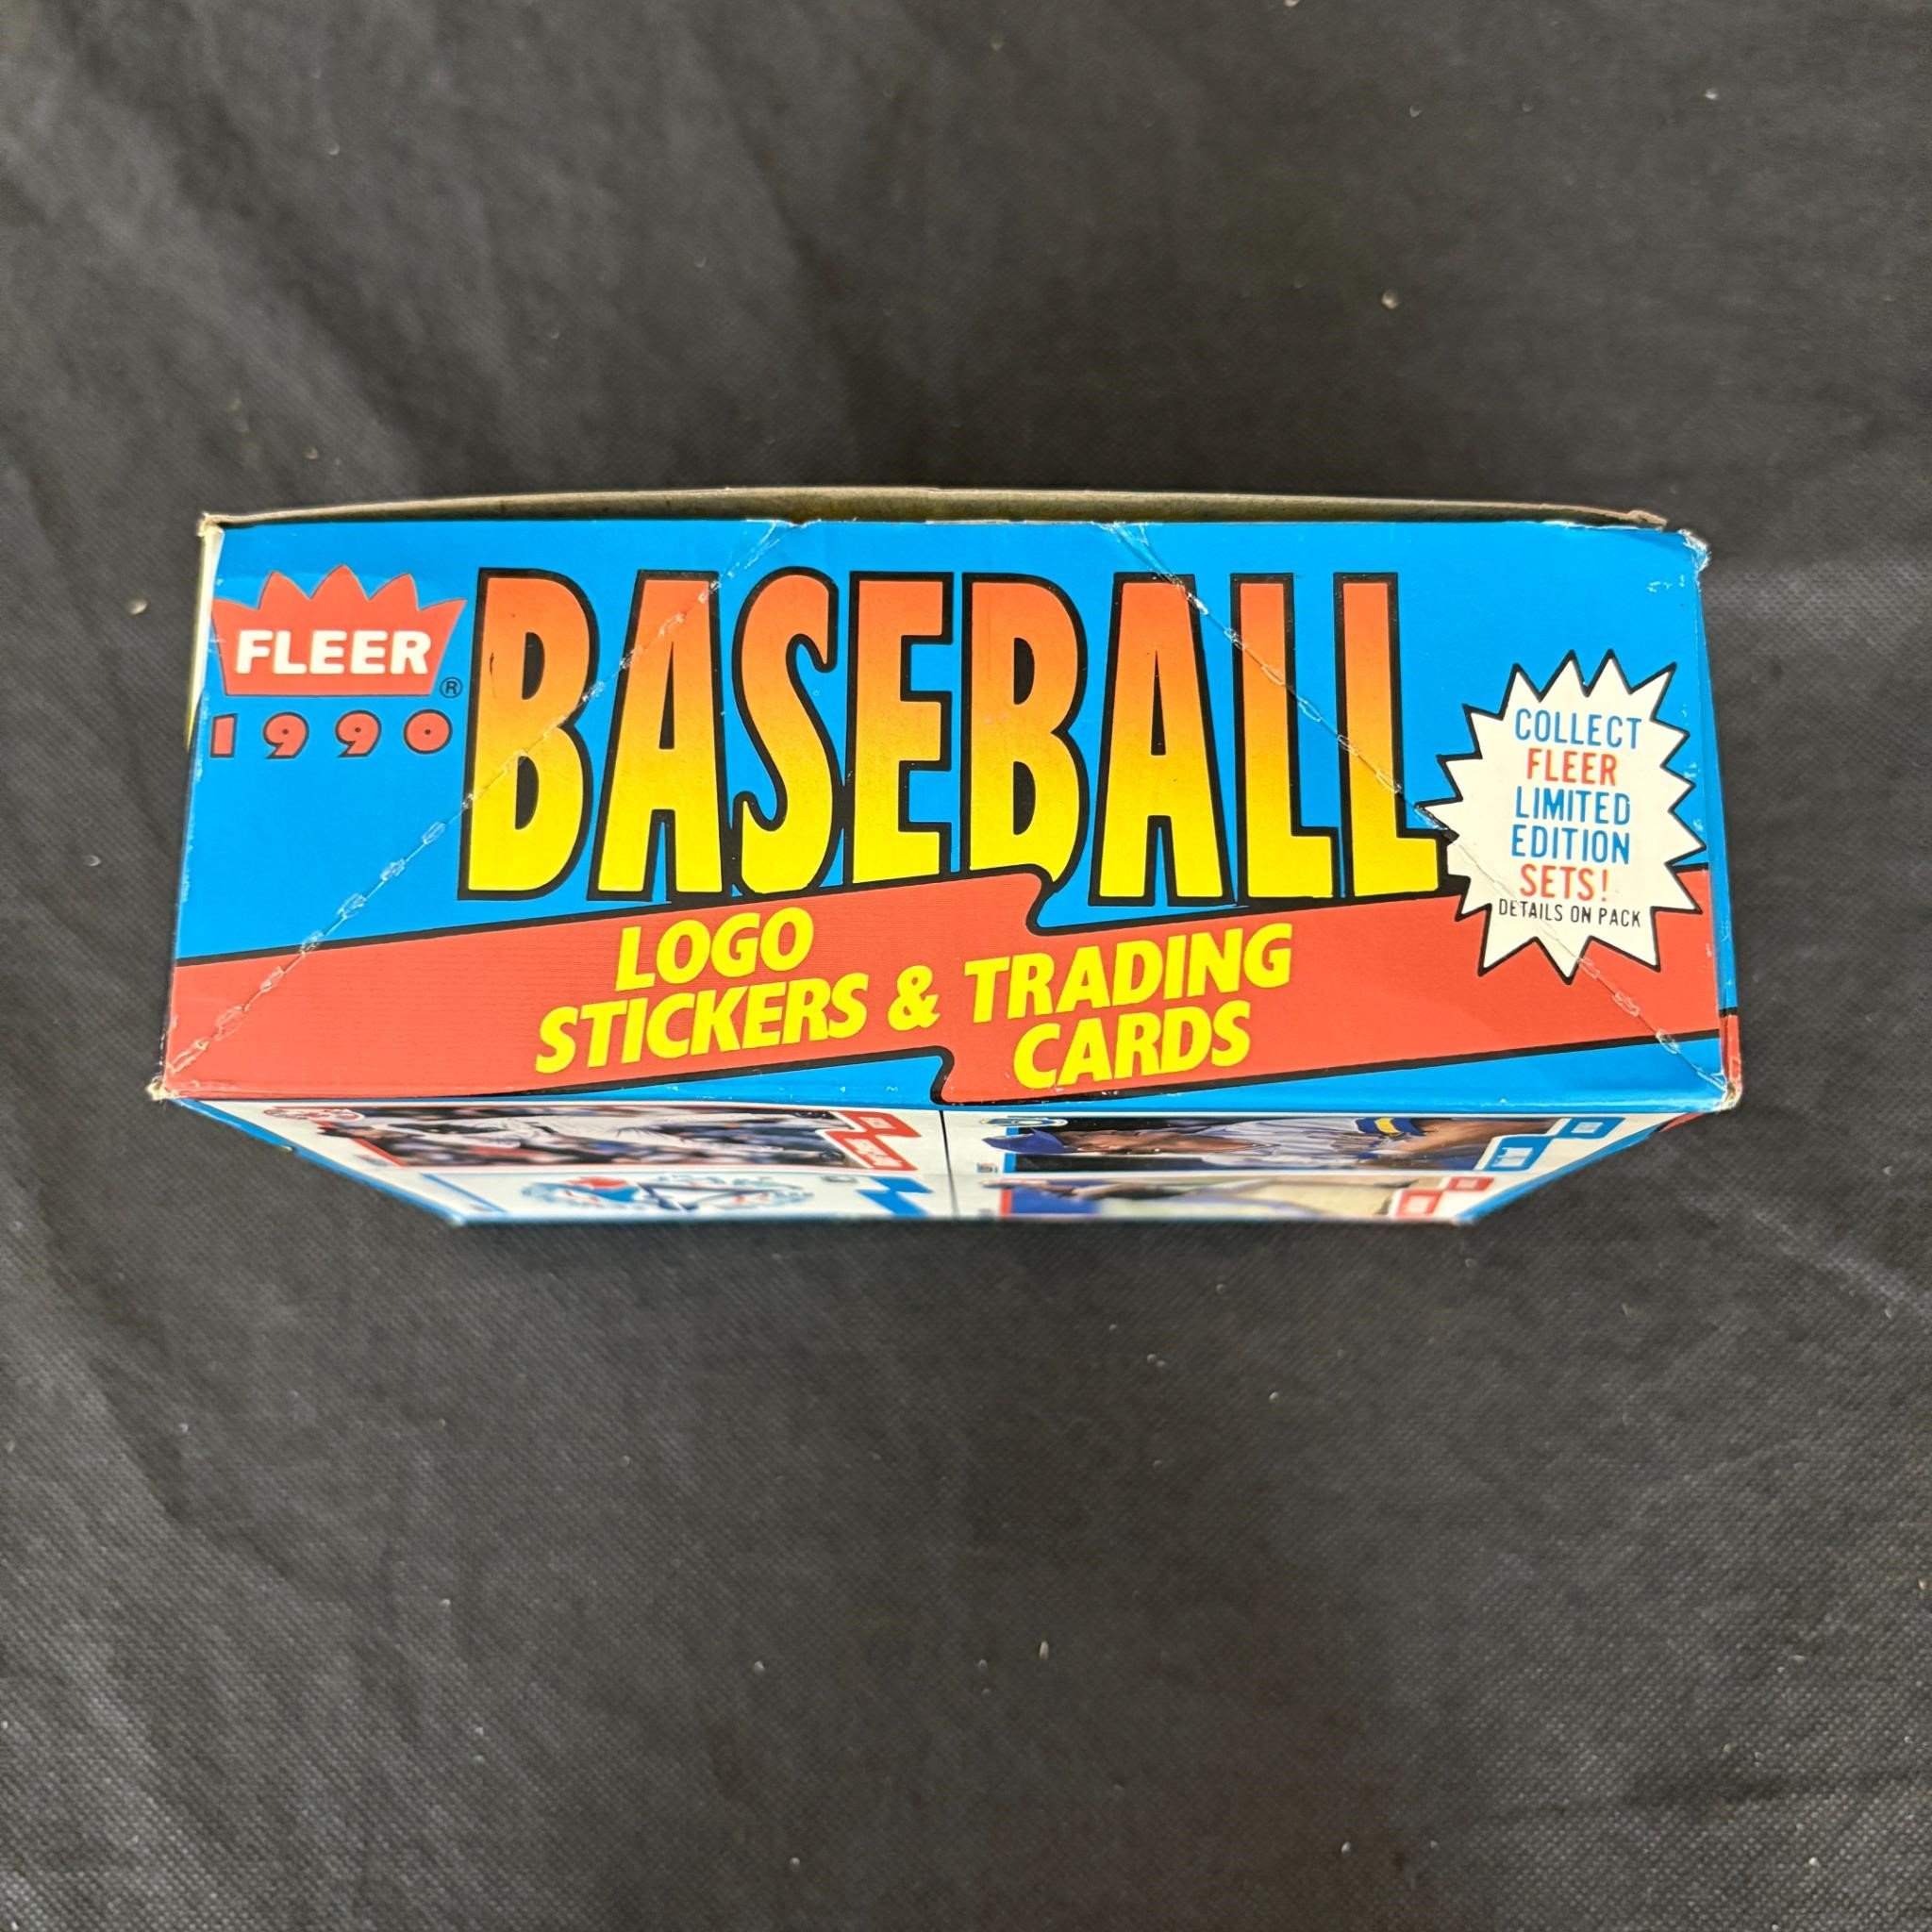 FLEER ®
1990
BASEBALL
LOGO
STICKERS & TRADING
CARDS
COLLECT
FLEER
LIMITED
EDITION
SETS!
DETAILS ON PACK